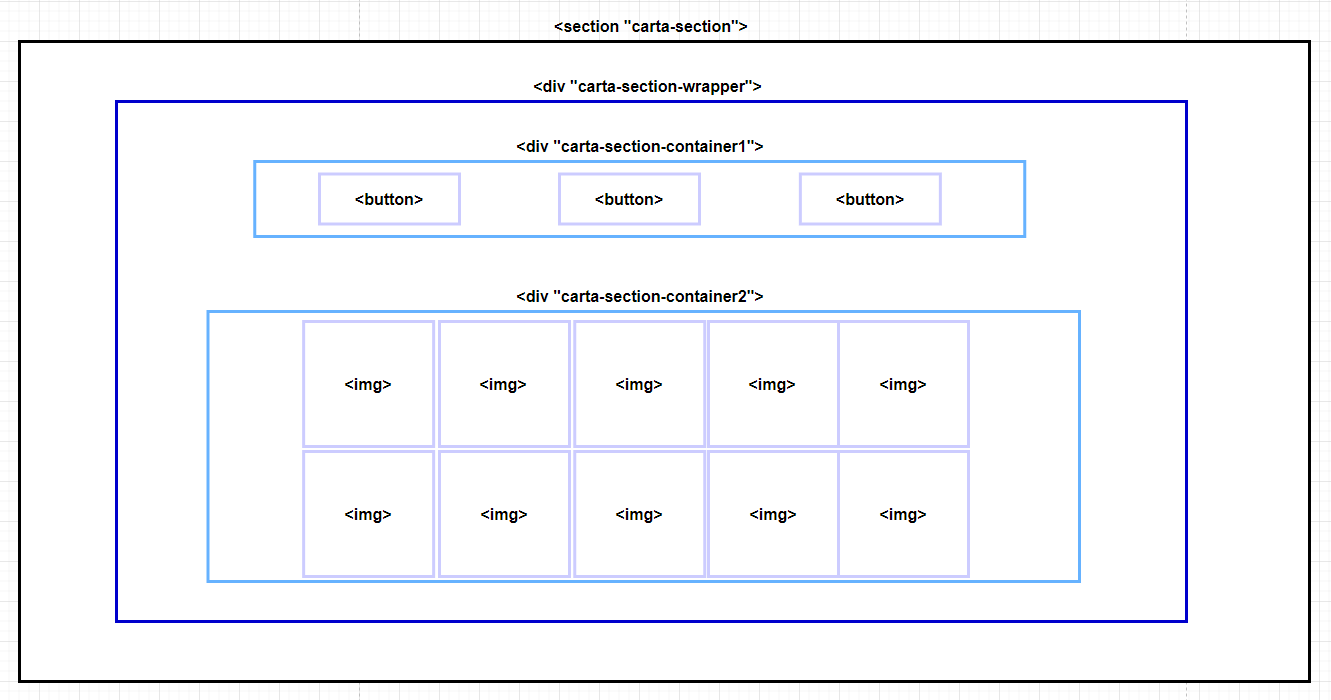 <section "carta-section">
<div "carta-section-wrapper">
<div "carta-section-container1">
<button> <button> <button>
<div "carta-section-container2">
<img> <img> <img> <img> <img>
<img> <img> <img> <img> <img>